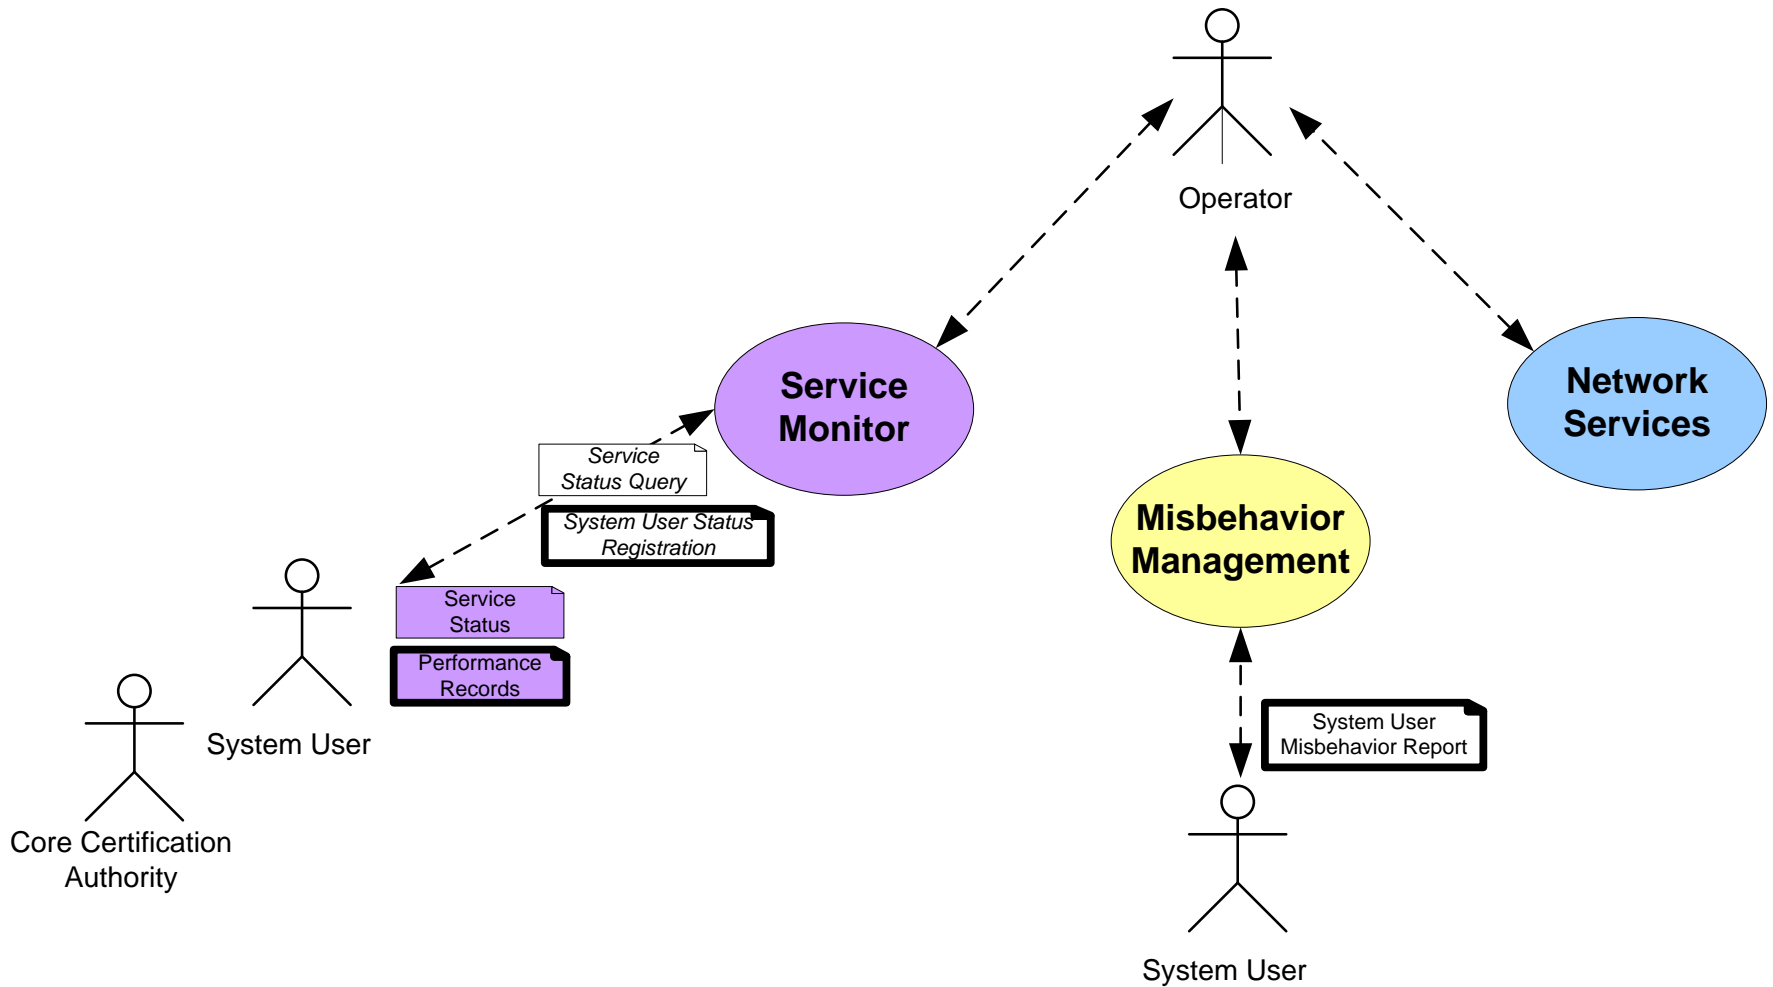 Operator
Service
Monitor
Network
Services
Service
Status Query
System User Status
Registration
Misbehavior
Management
Service
Status
Performance
Records
System User
System User
Misbehavior Report
Core Certification
Authority
System User